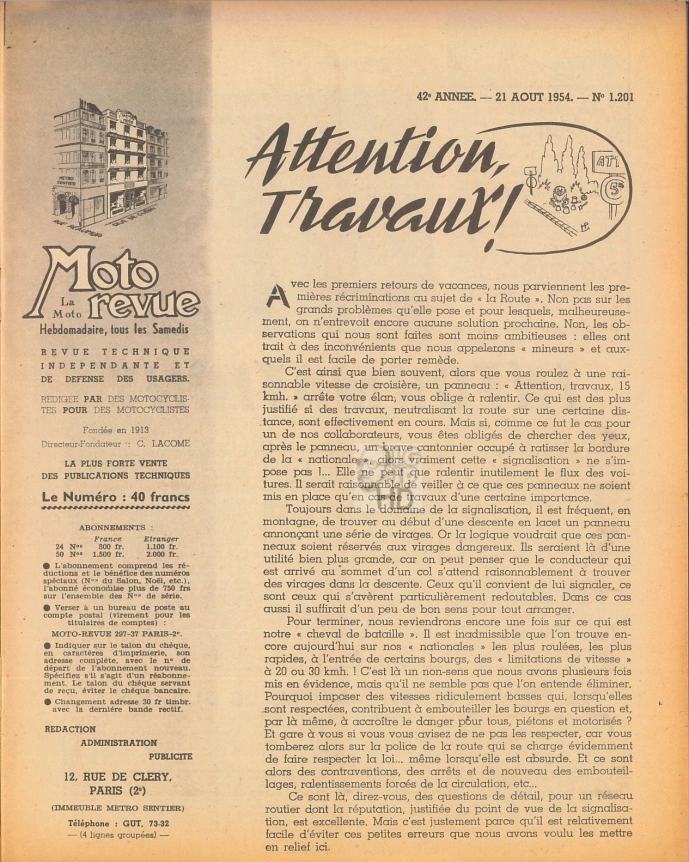 42e ANNEE. — 21 AOUT 1954. — No 1.201
Attention,
Travaux!
MOTO REVUE
METRO
SENTIER
AT!
5
Moto
revue
La
Moto
Hebdomadaire, tous les Samedis
REVUE TECHNIQUE
INDEPENDANTE ET
DE DEFENSE DES USAGERS.
REDIGEE PAR DES MOTOCYCLIS-
TES POUR DES MOTOCYCLISTES
Fondée en 1913
Directeur-Fondateur : C. LACOME
LA PLUS FORTE VENTE
DES PUBLICATIONS TECHNIQUES
Le Numéro : 40 francs
ABONNEMENTS :
France Etranger
24 Nos 800 fr. 1.100 fr.
50 Nos 1.500 fr. 2.000 fr.
● L'abonnement comprend les ré-
ductions et le bénéfice des numéros
spéciaux (Nos du Salon, Noël, etc.),
l'abonné économise plus de 750 frs
sur l'ensemble des Nos de série.
● Verser à un bureau de poste au
compte postal (virement pour les
titulaires de comptes) :
MOTO-REVUE 297-37 PARIS-2e.
● Indiquer sur le talon du chèque,
en caractères d'imprimerie, son
adresse complète, avec le no de
départ de l'abonnement nouveau.
Spécifiez s'il s'agit d'un réabonne-
ment. Le talon du chèque servant
de reçu, éviter le chèque bancaire.
● Changement adresse 30 fr timbr.
avec la dernière bande rectif.
REDACTION
ADMINISTRATION
PUBLICITE
12, RUE DE CLERY,
PARIS (2e)
(IMMEUBLE METRO SENTIER)
Téléphone : GUT. 73-32
— (4 lignes groupées) —
Avec les premiers retours de vacances, nous parviennent les pre-
mières récriminations au sujet de « la Route ». Non pas sur les
grands problèmes qu'elle pose et pour lesquels, malheureuse-
ment, on n'entrevoit encore aucune solution prochaine. Non, les ob-
servations qui nous sont faites sont moins ambitieuses : elles ont
trait à des inconvénients que nous appelerons « mineurs » et aux-
quels il est facile de porter remède.
C'est ainsi que bien souvent, alors que vous roulez à une rai-
sonnable vitesse de croisière, un panneau : « Attention, travaux, 15
kmh. » arrête votre élan, vous oblige à ralentir. Ce qui est des plus
justifié si des travaux, neutralisant la route sur une certaine dis-
tance, sont effectivement en cours. Mais si, comme ce fut le cas pour
un de nos collaborateurs, vous êtes obligés de chercher des yeux,
après le panneau, un brave cantonnier occupé à ratisser la bordure
de la « nationale », alors vraiment cette « signalisation » ne s'im-
pose pas !... Elle ne peut que ralentir inutilement le flux des voi-
tures. Il serait raisonnable de veiller à ce que ces panneaux ne soient
mis en place qu'en cas de travaux d'une certaine importance.
Toujours dans le domaine de la signalisation, il est fréquent, en
montagne, de trouver au début d'une descente en lacet un panneau
annonçant une série de virages. Or la logique voudrait que ces pan-
neaux soient réservés aux virages dangereux. Ils seraient là d'une
utilité bien plus grande, car on peut penser que le conducteur qui
est arrivé au sommet d'un col s'attend raisonnablement à trouver
des virages dans la descente. Ceux qu'il convient de lui signaler, ce
sont ceux qui s'avèrent particulièrement redoutables. Dans ce cas
aussi il suffirait d'un peu de bon sens pour tout arranger.
Pour terminer, nous reviendrons encore une fois sur ce qui est
notre « cheval de bataille ». Il est inadmissible que l'on trouve en-
core aujourd'hui sur nos « nationales » les plus roulées, les plus
rapides, à l'entrée de certains bourgs, des « limitations de vitesse »
à 20 ou 30 kmh. ! C'est là un non-sens que nous avons plusieurs fois
mis en évidence, mais qu'il ne semble pas que l'on entende éliminer.
Pourquoi imposer des vitesses ridiculement basses qui, lorsqu'elles
sont respectées, contribuent à embouteiller les bourgs en question et,
par là même, à accroître le danger pour tous, piétons et motorisés ?
Et gare à vous si vous vous avisez de ne pas les respecter, car vous
tomberez alors sur la police de la route qui se charge évidemment
de faire respecter la loi... même lorsqu'elle est absurde. Et ce sont
alors des contraventions, des arrêts et de nouveau des embouteil-
lages, ralentissements forcés de la circulation, etc...
Ce sont là, direz-vous, des questions de détail, pour un réseau
routier dont la réputation, justifiée du point de vue de la signalisa-
tion, est excellente. Mais c'est justement parce qu'il est relativement
facile d'éviter ces petites erreurs que nous avons voulu les mettre
en relief ici.